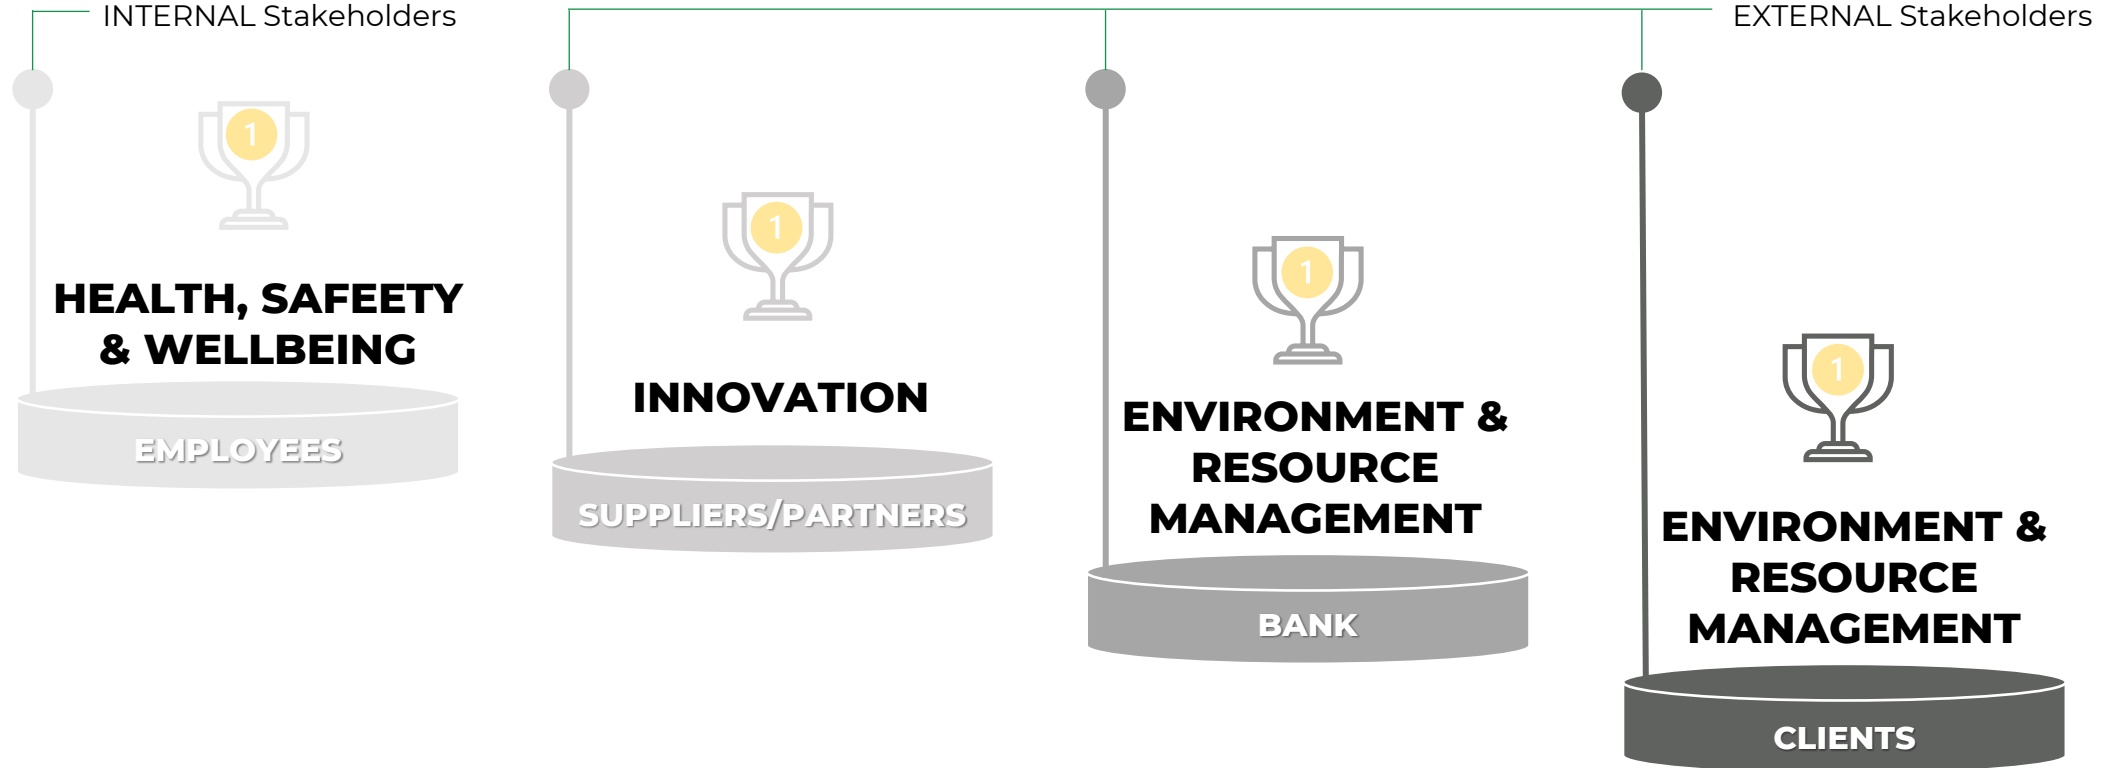 INTERNAL Stakeholders
EXTERNAL Stakeholders
1
HEALTH, SAFEETY
& WELLBEING
EMPLOYEES
1
INNOVATION
SUPPLIERS/PARTNERS
1
ENVIRONMENT &
RESOURCE
MANAGEMENT
BANK
1
ENVIRONMENT &
RESOURCE
MANAGEMENT
CLIENTS